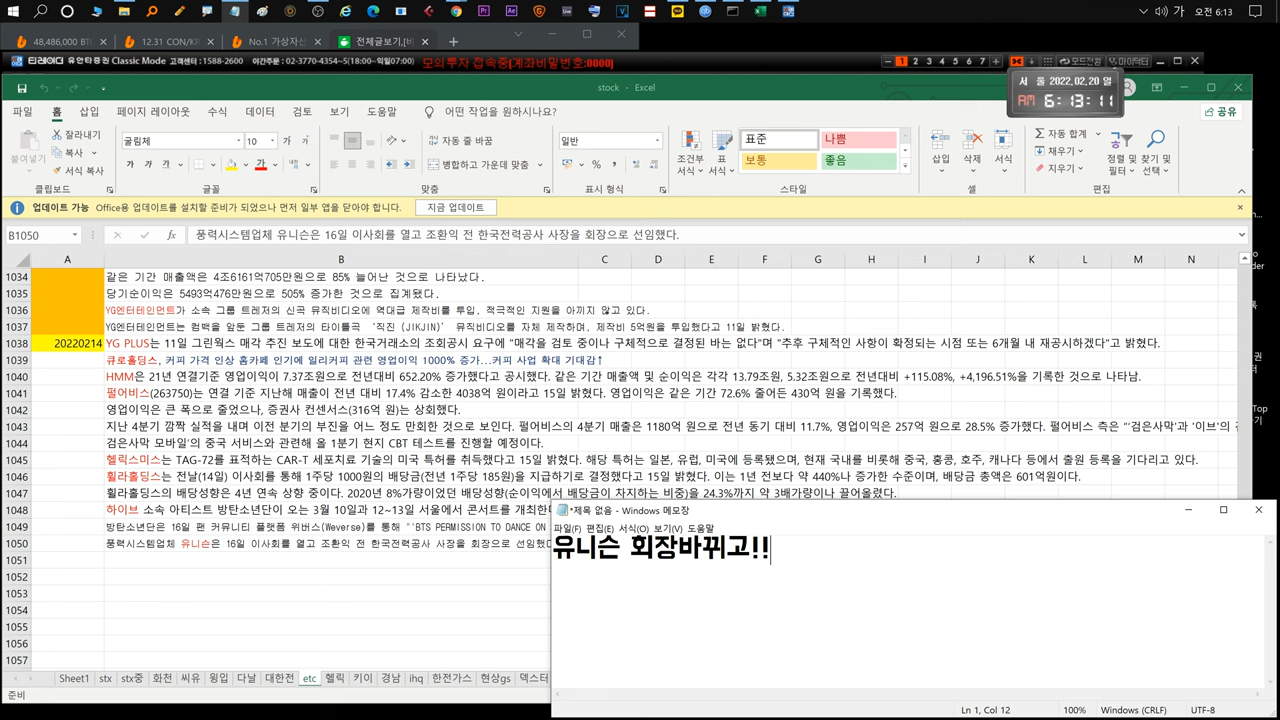 오전 6:13
48,486,000 BT
12.31 CON/K
No.1 가상자산
전체글보기,[ㅂ
티레이더 유안타증권 Classic Mode 고객센터 : 1588-2600 야간주문 : 02-3770-4354~5(18:00~익일07:00) 모의투자 접속중[계좌비밀번호:0000]
1 2 3 4 5 6 7 모드전환 마이터미
서 울 2022.02.20 일
AM 6:13:11
stock - Excel
파일 홈 삽입 페이지 레이아웃 수식 데이터 검토 보기 도움말 어떤 작업을 원하시나요? 공유
붙여넣기 잘라내기 복사 서식 복사 클립보드
굴림체 10 가 가 가 가 가 글꼴
자동 줄 바꿈 병합하고 가운데 맞춤 맞춤
일반 % 표시 형식
조건부 서식 표 서식 표준 나쁨 보통 좋음 스타일
삽입 삭제 서식 셀
자동 합계 채우기 지우기 정렬 및 필터 찾기 및 선택 편집
업데이트 가능 Office용 업데이트를 설치할 준비가 되었으나 먼저 일부 앱을 닫아야 합니다. 지금 업데이트
B1050 fx 풍력시스템업체 유니슨은 16일 이사회를 열고 조환익 전 한국전력공사 사장을 회장으로 선임했다.
A B C D E F G H I J K L M N
1034 같은 기간 매출액은 4조6161억705만원으로 85% 늘어난 것으로 나타났다.
1035 당기순이익은 5493억476만원으로 505% 증가한 것으로 집계됐다.
1036 YG엔터테인먼트가 소속 그룹 트레저의 신곡 뮤직비디오에 역대급 제작비를 투입, 적극적인 지원을 아끼지 않고 있다.
1037 YG엔터테인먼트는 컴백을 앞둔 그룹 트레저의 타이틀곡 '직진 (JIKJIN)' 뮤직비디오를 자체 제작하며, 제작비 5억원을 투입했다고 11일 밝혔다.
1038 20220214 YG PLUS는 11일 그린웍스 매각 추진 보도에 대한 한국거래소의 조회공시 요구에 "매각을 검토 중이나 구체적으로 결정된 바는 없다"며 "추후 구체적인 사항이 확정되는 시점 또는 6개월 내 재공시하겠다"고 밝혔다.
1039 큐로홀딩스, 커피 가격 인상 홈카페 인기에 일리커피 관련 영업이익 1000% 증가...커피 사업 확대 기대감↑
1040 HMM은 21년 연결기준 영업이익이 7.37조원으로 전년대비 652.20% 증가했다고 공시했다. 같은 기간 매출액 및 순이익은 각각 13.79조원, 5.32조원으로 전년대비 +115.08%, +4,196.51%을 기록한 것으로 나타남.
1041 펄어비스(263750)는 연결 기준 지난해 매출이 전년 대비 17.4% 감소한 4038억 원이라고 15일 밝혔다. 영업이익은 같은 기간 72.6% 줄어든 430억 원을 기록했다.
1042 영업이익은 큰 폭으로 줄었으나, 증권사 컨센서스(316억 원)는 상회했다.
1043 지난 4분기 깜짝 실적을 내며 이전 분기의 부진을 어느 정도 만회한 것으로 보인다. 펄어비스의 4분기 매출은 1180억 원으로 전년 동기 대비 11.7%, 영업이익은 257억 원으로 28.5% 증가했다. 펄어비스 측은 "'검은사막'과 '이브'의 견
1044 검은사막 모바일'의 중국 서비스와 관련해 올 1분기 현지 CBT 테스트를 진행할 예정이다.
1045 헬릭스미스는 TAG-72를 표적하는 CAR-T 세포치료 기술의 미국 특허를 취득했다고 15일 밝혔다. 해당 특허는 일본, 유럽, 미국에 등록됐으며, 현재 국내를 비롯해 중국, 홍콩, 호주, 캐나다 등에서 출원 등록을 기다리고 있다.
1046 휠라홀딩스는 전날(14일) 이사회를 통해 1주당 1000원의 배당금(전년 1주당 185원)을 지급하기로 결정했다고 15일 밝혔다. 이는 1년 전보다 약 440%나 증가한 수준이며, 배당금 총액은 601억원이다.
1047 휠라홀딩스의 배당성향은 4년 연속 상향 중이다. 2020년 8%가량이었던 배당성향(순이익에서 배당금이 차지하는 비중)을 24.3%까지 약 3배가량이나 끌어올렸다.
1048 하이브 소속 아티스트 방탄소년단이 오는 3월 10일과 12~13일 서울에서 콘서트를 개최한다
1049 방탄소년단은 16일 팬 커뮤니티 플랫폼 위버스(Weverse)를 통해 "'BTS PERMISSION TO DANCE ON
1050 풍력시스템업체 유니슨은 16일 이사회를 열고 조환익 전 한국전력공사 사장을 회장으로 선임했다
1051
1052
1053
1054
1055
1056
1057
Sheet1 stx stx중 화전 씨유 윙입 다날 대한전 etc 헬릭 키이 경남 ihq 한전가스 현상gs 덱스터
준비
*제목 없음 - Windows 메모장
파일(F) 편집(E) 서식(O) 보기(V) 도움말
유니슨 회장바뀌고!!
Ln 1, Col 12 100% Windows (CRLF) UTF-8